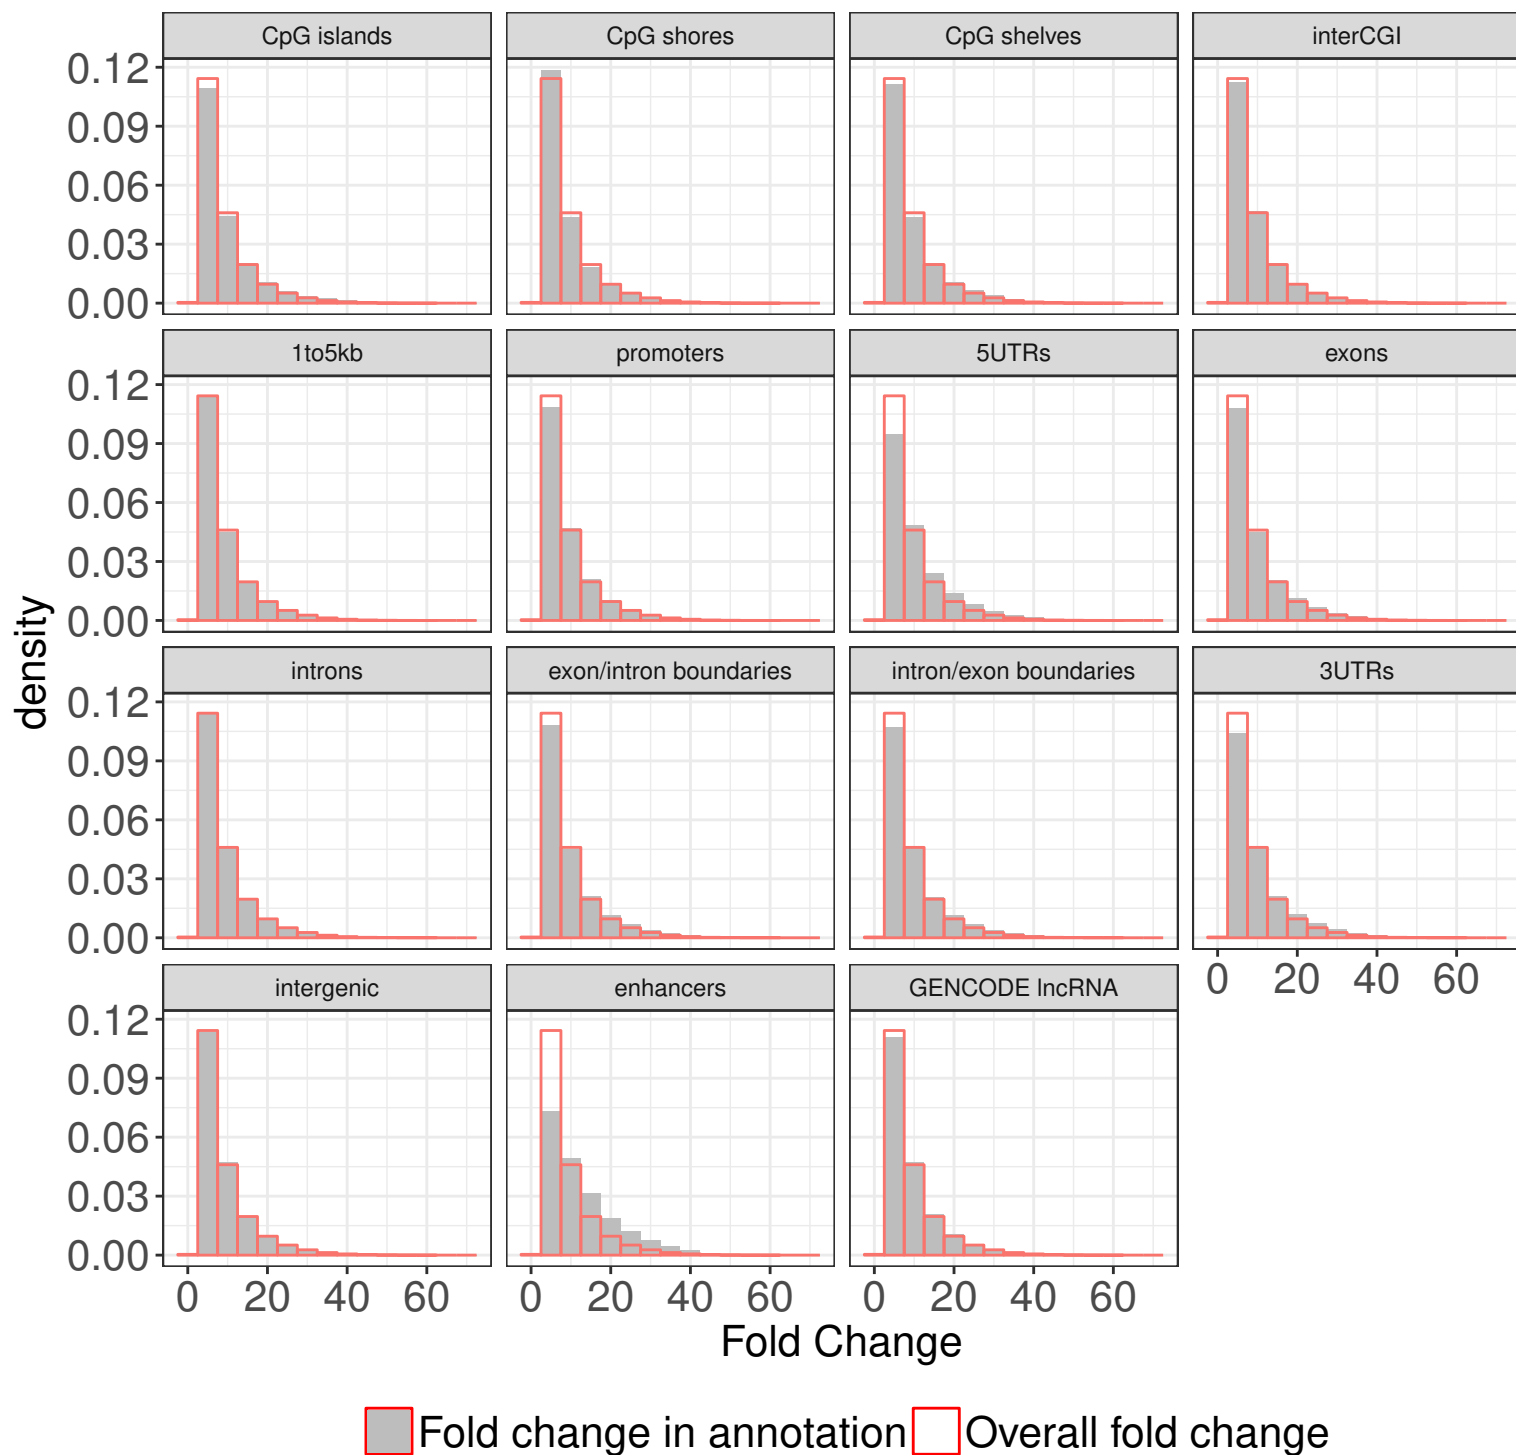 CpG islands CpG shores CpG shelves interCGI
0.12
0.09
0.06
0.03
0.00
1to5kb promoters 5UTRs exons
0.12
0.09
0.06
0.03
0.00
introns exon/intron boundaries intron/exon boundaries 3UTRs
0.12
0.09
0.06
0.03
0.00
0 20 40 60
intergenic enhancers GENCODE lncRNA
0.12
0.09
0.06
0.03
0.00
0 20 40 60 0 20 40 60 0 20 40 60
density
Fold Change
Fold change in annotation Overall fold change